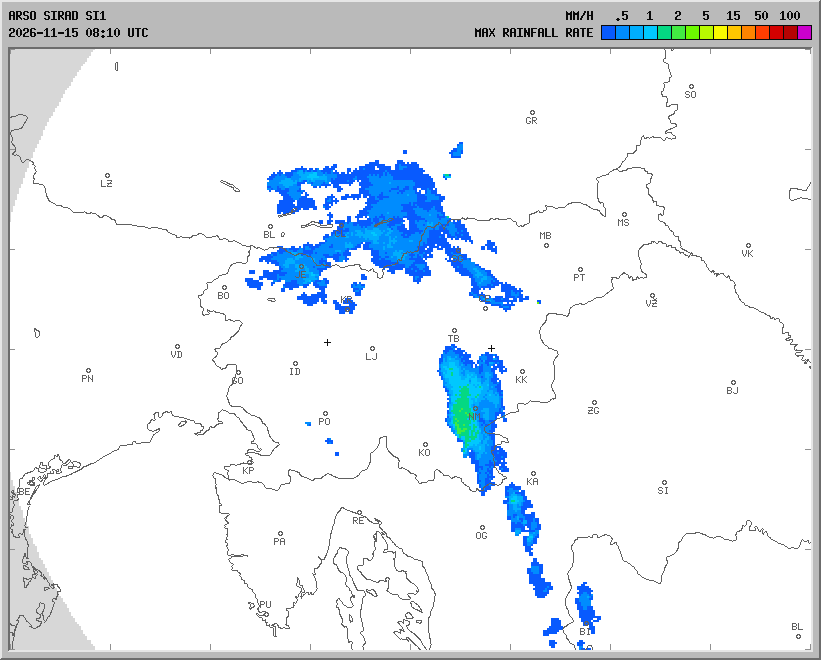 ARSO SIRAD SI1
2026-11-15 08:10 UTC
MM/H .5 1 2 5 15 50 100
MAX RAINFALL RATE
SO
GR
LZ
MS
BL
MB
VK
PT
BO
VZ
TB
VD
LJ
ID
PN
GO
KK
BJ
ZG
PO
KO
KP
KA
BE
SI
RE
OG
PA
PU
BL
BI